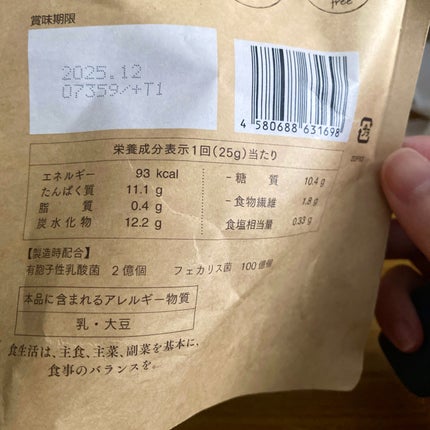 free
賞味期限
2025.12
07359/+T1
4 580688 631698
栄養成分表示1回(25g)当たり
エネルギー 93 kcal
たんぱく質 11.1 g
脂質 0.4 g
炭水化物 12.2 g
- 糖質 10.4 g
- 食物繊維 1.8 g
食塩相当量 0.33 g
【製造時配合】
有胞子性乳酸菌 2億個 フェカリス菌 100億個
本品に含まれるアレルギー物質
乳・大豆
食生活は、主食、主菜、副菜を基本に、
食事のバランスを。